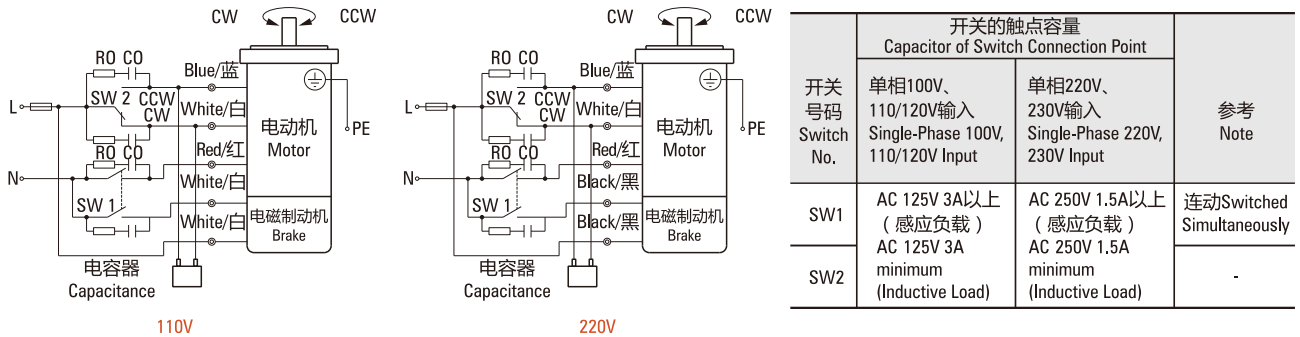 CW CCW
RO CO
Blue/蓝
L
SW 2 CCW
CW
White/白
电动机
Motor
PE
RO CO
Red/红
N
White/白
SW 1
White/白
电磁制动机
Brake
电容器
Capacitance
110V
CW CCW
RO CO
Blue/蓝
L
SW 2 CCW
CW
White/白
电动机
Motor
PE
RO CO
Red/红
N
Black/黑
SW 1
Black/黑
电磁制动机
Brake
电容器
Capacitance
220V
开关的触点容量
Capacitor of Switch Connection Point
开关
号码
Switch
No.
单相100V、
110/120V输入
Single-Phase 100V,
110/120V Input
单相220V、
230V输入
Single-Phase 220V,
230V Input
参考
Note
SW1
SW2
AC 125V 3A以上
（感应负载）
AC 125V 3A
minimum
(Inductive Load)
AC 250V 1.5A以上
（感应负载）
AC 250V 1.5A
minimum
(Inductive Load)
连动Switched
Simultaneously
-